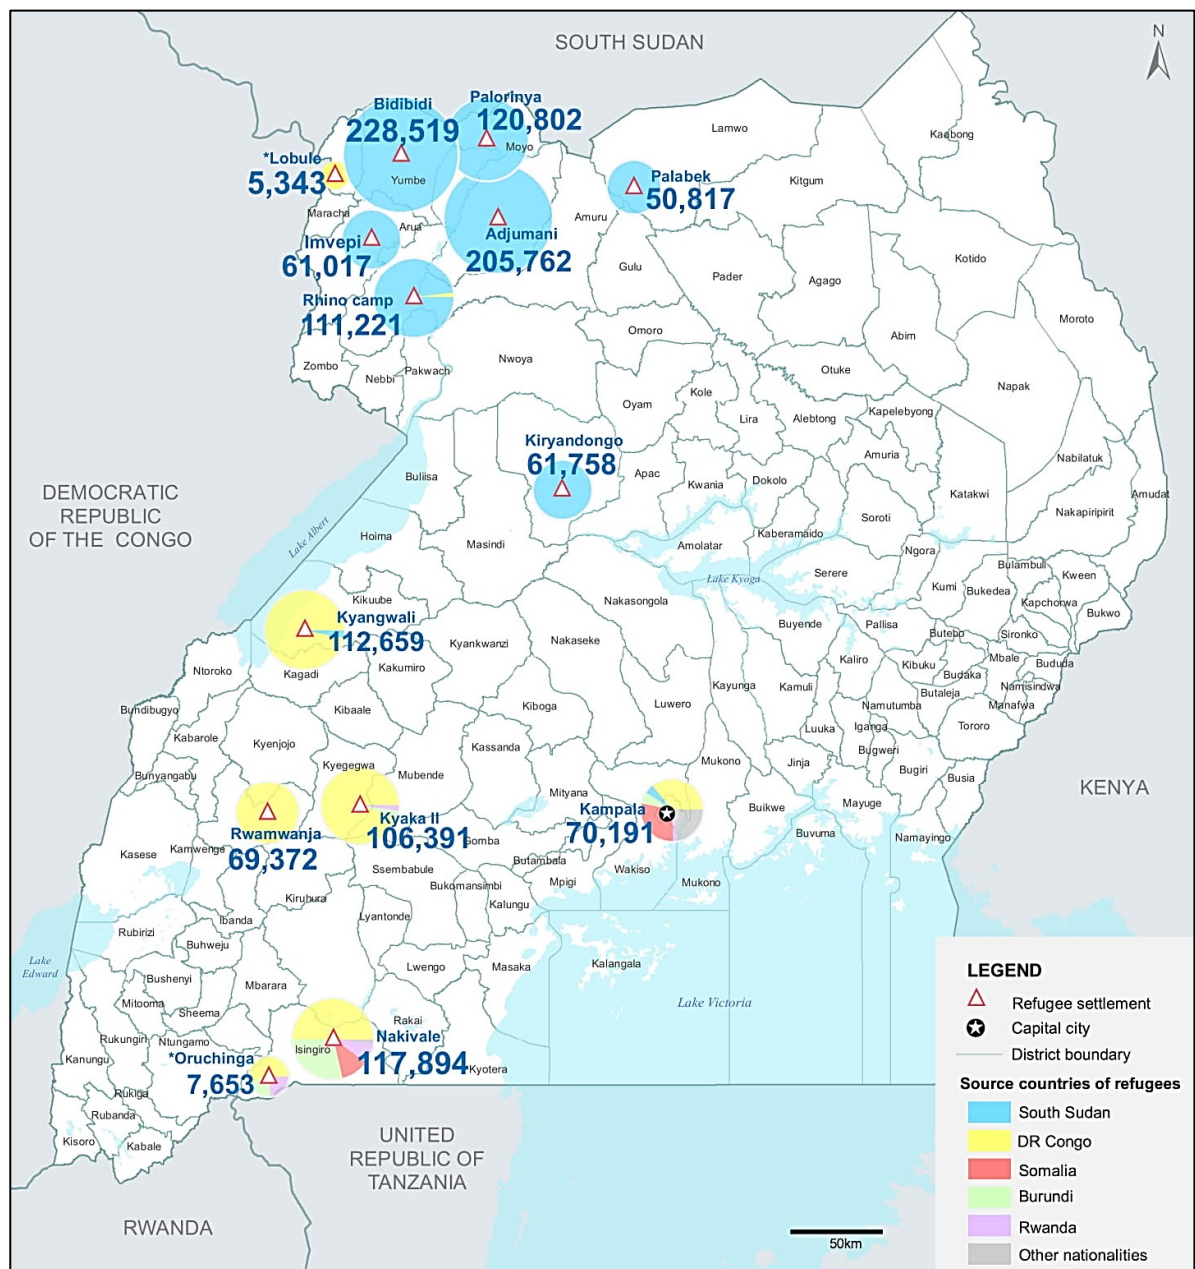 SOUTH SUDAN
N
Bidibidi
228,519
Palorinya
120,802
Moyo
Lamwo
Kaabong
*Lobule
5,343
Yumbe
Palabek
50,817
Kitgum
Maracha
Arua
Amuru
Imvepi
61,017
Adjumani
205,762
Gulu
Pader
Agago
Kotido
Rhino camp
111,221
Omoro
Abim
Moroto
Zombo
Nebbi
Pakwach
Nwoya
Otuke
Napak
Oyam
Kole
Lira
Alebtong
Kapelebyong
Kiryandongo
61,758
Buliisa
Apac
Kwania
Dokolo
Amuria
Nabilatuk
Katakwi
Amudat
Nakapiripirit
DEMOCRATIC
REPUBLIC
OF THE CONGO
Lake Albert
Hoima
Masindi
Amolatar
Kaberamaido
Soroti
Ngora
Lake Kyoga
Serere
Bulambuli
Kween
Kumi
Bukedea
Kapchorwa
Bukwo
Kikuube
Nakasongola
Kyangwali
112,659
Kyankwanzi
Nakaseke
Buyende
Pallisa
Butebo
Sironko
Kagadi
Kakumiro
Ntoroko
Kaliro
Kibuku
Mbale
Bududa
Budaka
Kayunga
Kamuli
Butaleja
Namisindwa
Manafwa
Bundibugyo
Kibaale
Kiboga
Luwero
Namutumba
Kabarole
Kyenjojo
Kassanda
Luuka
Iganga
Tororo
Bugweri
Bunyangabu
Kyegegwa
Mubende
Mukono
Jinja
Bugiri
Busia
KENYA
Mityana
Kampala
70,191
Buikwe
Mayuge
Buvuma
Namayingo
Rwamwanja
69,372
Kyaka II
106,391
Gomba
Kasese
Kamwenge
Butambala
Ssembabule
Bukomansimbi
Mpigi
Wakiso
Mukono
Kiruhura
Kalungu
Ibanda
Lyantonde
Rubirizi
Buhweju
Lake
Edward
Lwengo
Masaka
Kalangala
Bushenyi
Mbarara
Mitooma
Sheema
Lake Victoria
Rakai
Rukungiri
Ntungamo
Isingiro
Nakivale
117,894
Kanungu
*Oruchinga
7,653
Kyotera
Rukiga
Rubanda
Kisoro
Kabale
UNITED
REPUBLIC OF
TANZANIA
RWANDA
50km
LEGEND
Refugee settlement
Capital city
District boundary
Source countries of refugees
South Sudan
DR Congo
Somalia
Burundi
Rwanda
Other nationalities